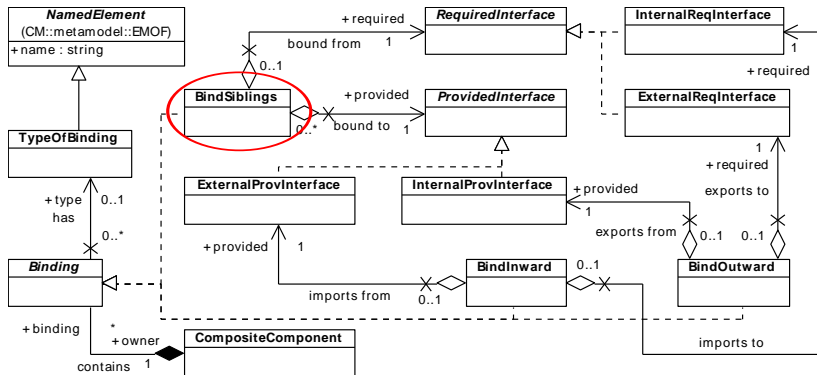 NamedElement
(CM::metamodel::EMOF)
+ name : string
+ required
bound from
1
0..1
RequiredInterface
InternalReqInterface
1
+ required
BindSiblings
+ provided
0..*
bound to
1
ProvidedInterface
ExternalReqInterface
TypeOfBinding
1
+ required
exports to
ExternalProvInterface
InternalProvInterface
+ type
has
0..1
0..*
+ provided
1
+ provided
1
exports from
0..1
0..1
Binding
imports from
0..1
BindInward
0..1
BindOutward
+ binding
*
+ owner
contains
1
CompositeComponent
imports to